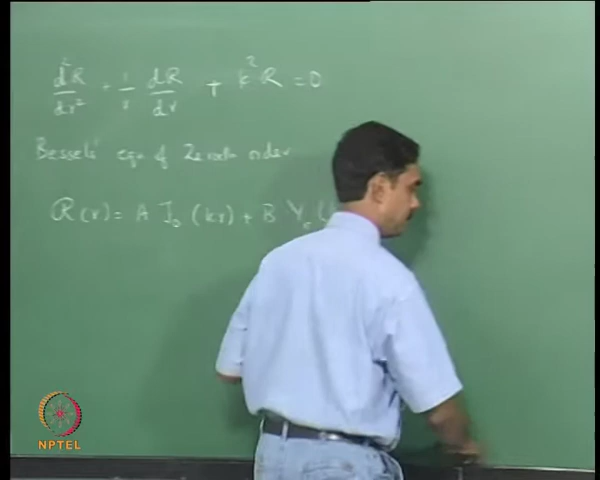 d²R/dr² + 1/r dR/dr + k²R = 0
Bessel's eqn of Zeroth order
R(r) = A J₀ (kr) + B Y₀ (k
NPTEL